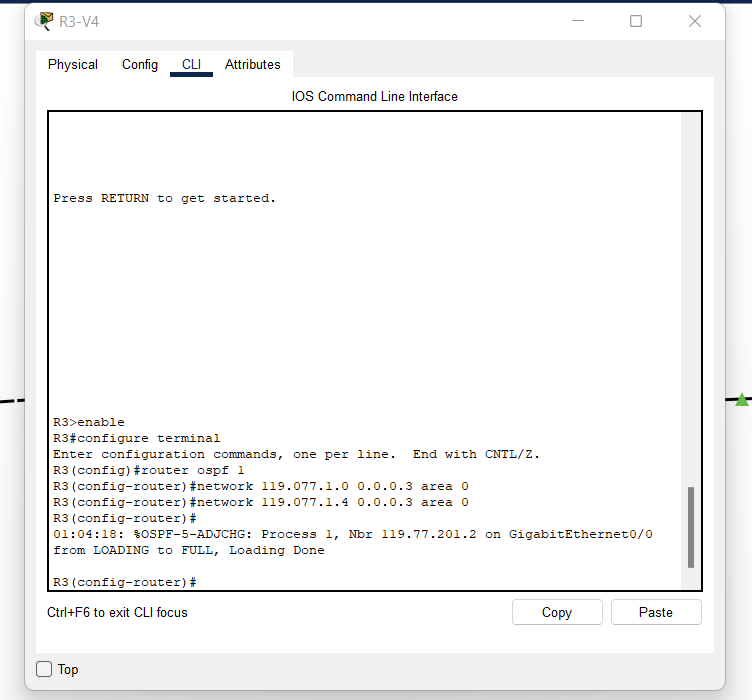 R3-V4
Physical Config CLI Attributes
IOS Command Line Interface
Press RETURN to get started.
R3>enable
R3#configure terminal
Enter configuration commands, one per line.  End with CNTL/Z.
R3(config)#router ospf 1
R3(config-router)#network 119.077.1.0 0.0.0.3 area 0
R3(config-router)#network 119.077.1.4 0.0.0.3 area 0
R3(config-router)#
01:04:18: %OSPF-5-ADJCHG: Process 1, Nbr 119.77.201.2 on GigabitEthernet0/0
from LOADING to FULL, Loading Done
R3(config-router)#
Ctrl+F6 to exit CLI focus
Copy Paste
Top